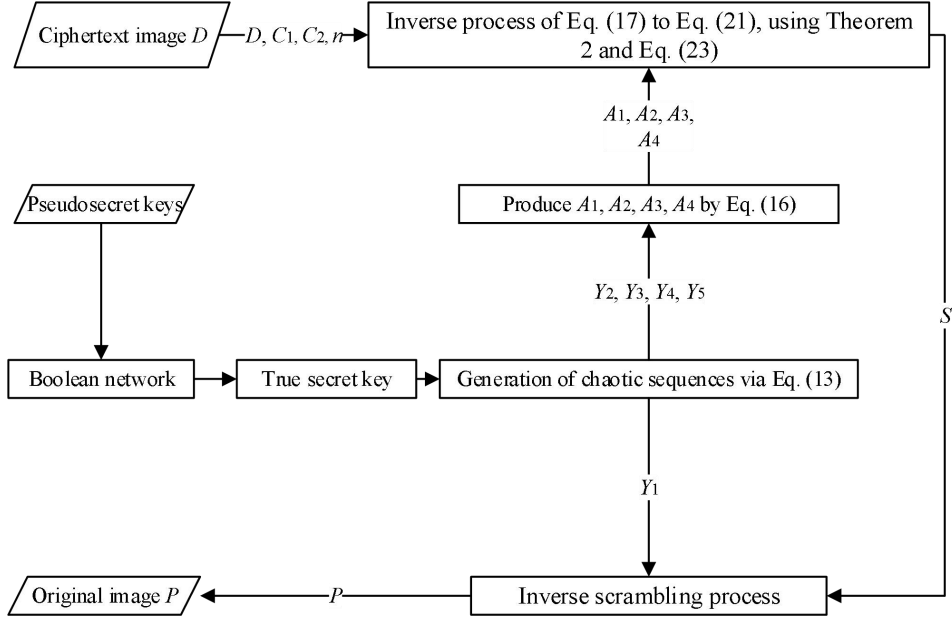 Ciphertext image D
D, C1, C2, n
Inverse process of Eq. (17) to Eq. (21), using Theorem
2 and Eq. (23)
A1, A2, A3,
A4
Pseudosecret keys
Produce A1, A2, A3, A4 by Eq. (16)
Y2, Y3, Y4, Y5
S
Boolean network
True secret key
Generation of chaotic sequences via Eq. (13)
Y1
Original image P
P
Inverse scrambling process